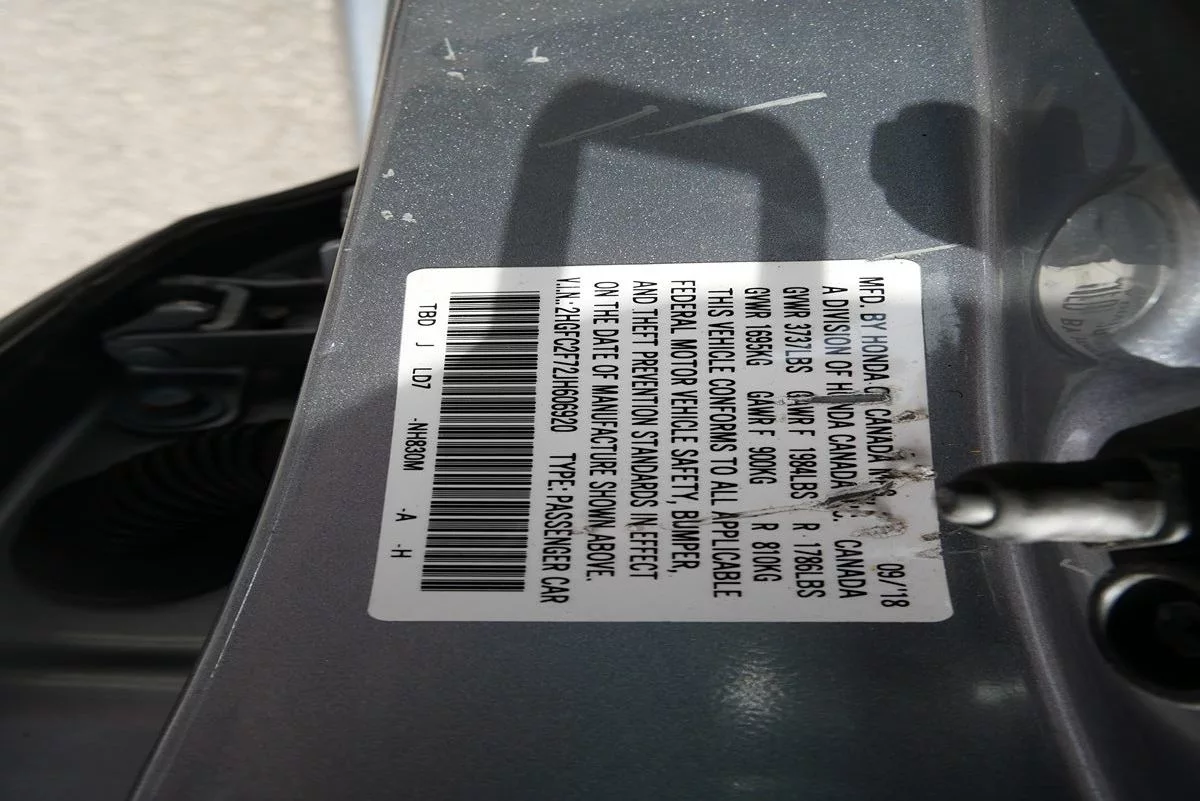 MFD. BY HONDA OF CANADA 09/'18
A DIVISION OF HONDA CANADA CANADA
GVWR 3737LBS GAWR F 1984LBS R 1786LBS
GVWR 1695KG GAWR F 900KG R 810KG
THIS VEHICLE CONFORMS TO ALL APPLICABLE
FEDERAL MOTOR VEHICLE SAFETY, BUMPER,
AND THEFT PREVENTION STANDARDS IN EFFECT
ON THE DATE OF MANUFACTURE SHOWN ABOVE.
V.I.N.: 2HGFC2F72JH606920 TYPE: PASSENGER CAR
TBD J LD7 -NH830M -A -H